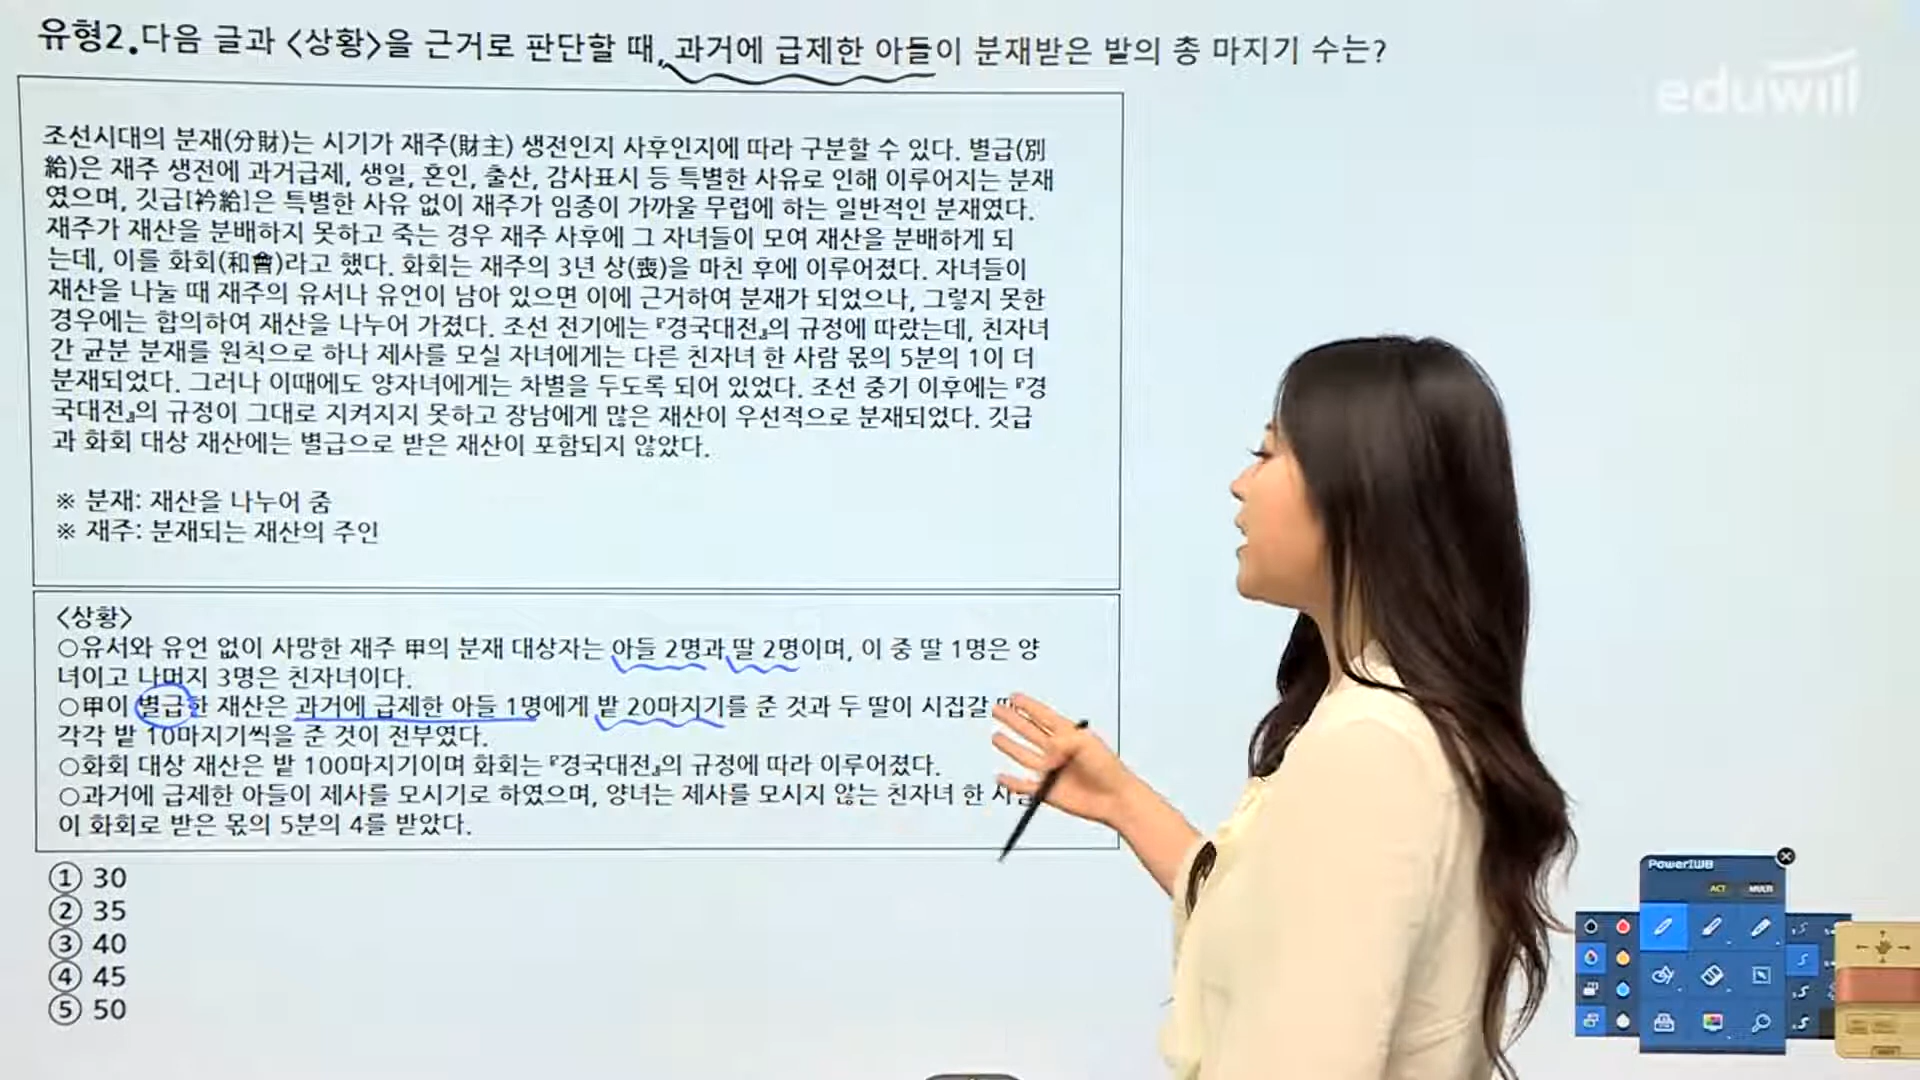 유형2. 다음 글과 〈상황〉을 근거로 판단할 때, 과거에 급제한 아들이 분재받은 밭의 총 마지기 수는?
eduwill
조선시대의 분재(分財)는 시기가 재주(財主) 생전인지 사후인지에 따라 구분할 수 있다. 별급(別
給)은 재주 생전에 과거급제, 생일, 혼인, 출산, 감사표시 등 특별한 사유로 인해 이루어지는 분재
였으며, 깃급[衿給]은 특별한 사유 없이 재주가 임종이 가까울 무렵에 하는 일반적인 분재였다.
재주가 재산을 분배하지 못하고 죽는 경우 재주 사후에 그 자녀들이 모여 재산을 분배하게 되
는데, 이를 화회(和會)라고 했다. 화회는 재주의 3년 상(喪)을 마친 후에 이루어졌다. 자녀들이
재산을 나눌 때 재주의 유서나 유언이 남아 있으면 이에 근거하여 분재가 되었으나, 그렇지 못한
경우에는 합의하여 재산을 나누어 가졌다. 조선 전기에는 『경국대전』의 규정에 따랐는데, 친자녀
간 균분 분재를 원칙으로 하나 제사를 모실 자녀에게는 다른 친자녀 한 사람 몫의 5분의 1이 더
분재되었다. 그러나 이때에도 양자녀에게는 차별을 두도록 되어 있었다. 조선 중기 이후에는 『경
국대전』의 규정이 그대로 지켜지지 못하고 장남에게 많은 재산이 우선적으로 분재되었다. 깃급
과 화회 대상 재산에는 별급으로 받은 재산이 포함되지 않았다.
※ 분재: 재산을 나누어 줌
※ 재주: 분재되는 재산의 주인
〈상황〉
○유서와 유언 없이 사망한 재주 甲의 분재 대상자는 아들 2명과 딸 2명이며, 이 중 딸 1명은 양
녀이고 나머지 3명은 친자녀이다.
○甲이 별급한 재산은 과거에 급제한 아들 1명에게 밭 20마지기를 준 것과 두 딸이 시집갈
각각 밭 10마지기씩을 준 것이 전부였다.
○화회 대상 재산은 밭 100마지기이며 화회는 『경국대전』의 규정에 따라 이루어졌다.
○과거에 급제한 아들이 제사를 모시기로 하였으며, 양녀는 제사를 모시지 않는 친자녀 한
이 화회로 받은 몫의 5분의 4를 받았다.
① 30
② 35
③ 40
④ 45
⑤ 50
PowerIWB
ACT MULTI